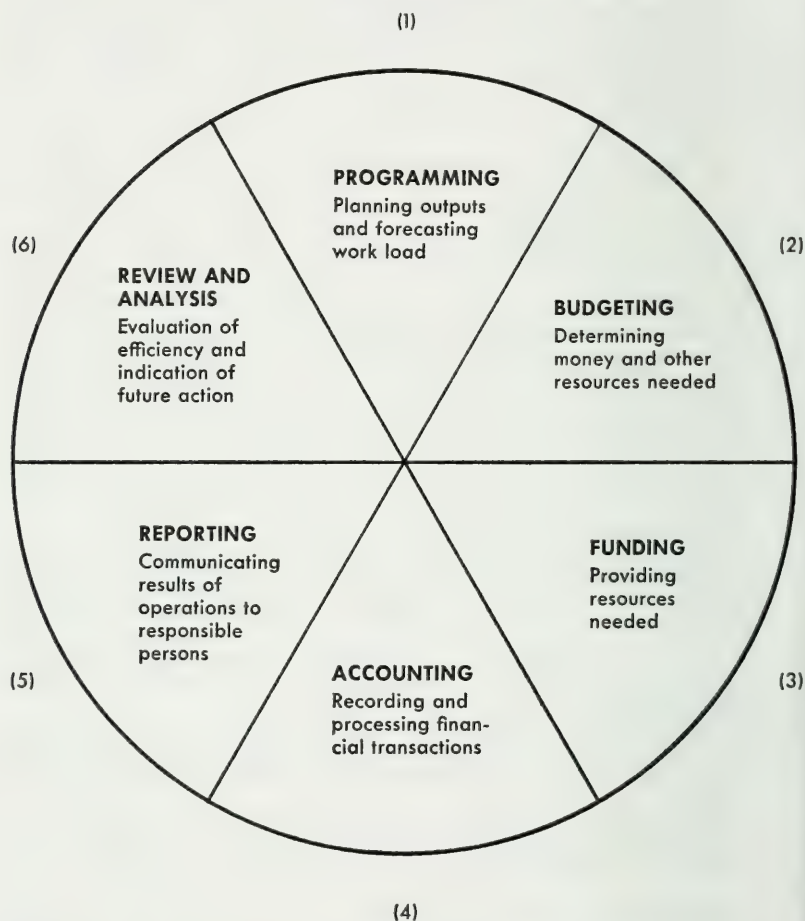 (1)
PROGRAMMING
Planning outputs
and forecasting
work load
(2)
BUDGETING
Determining
money and other
resources needed
(3)
FUNDING
Providing
resources
needed
(4)
ACCOUNTING
Recording and
processing finan-
cial transactions
(5)
REPORTING
Communicating
results of
operations to
responsible
persons
(6)
REVIEW AND
ANALYSIS
Evaluation of
efficiency and
indication of
future action